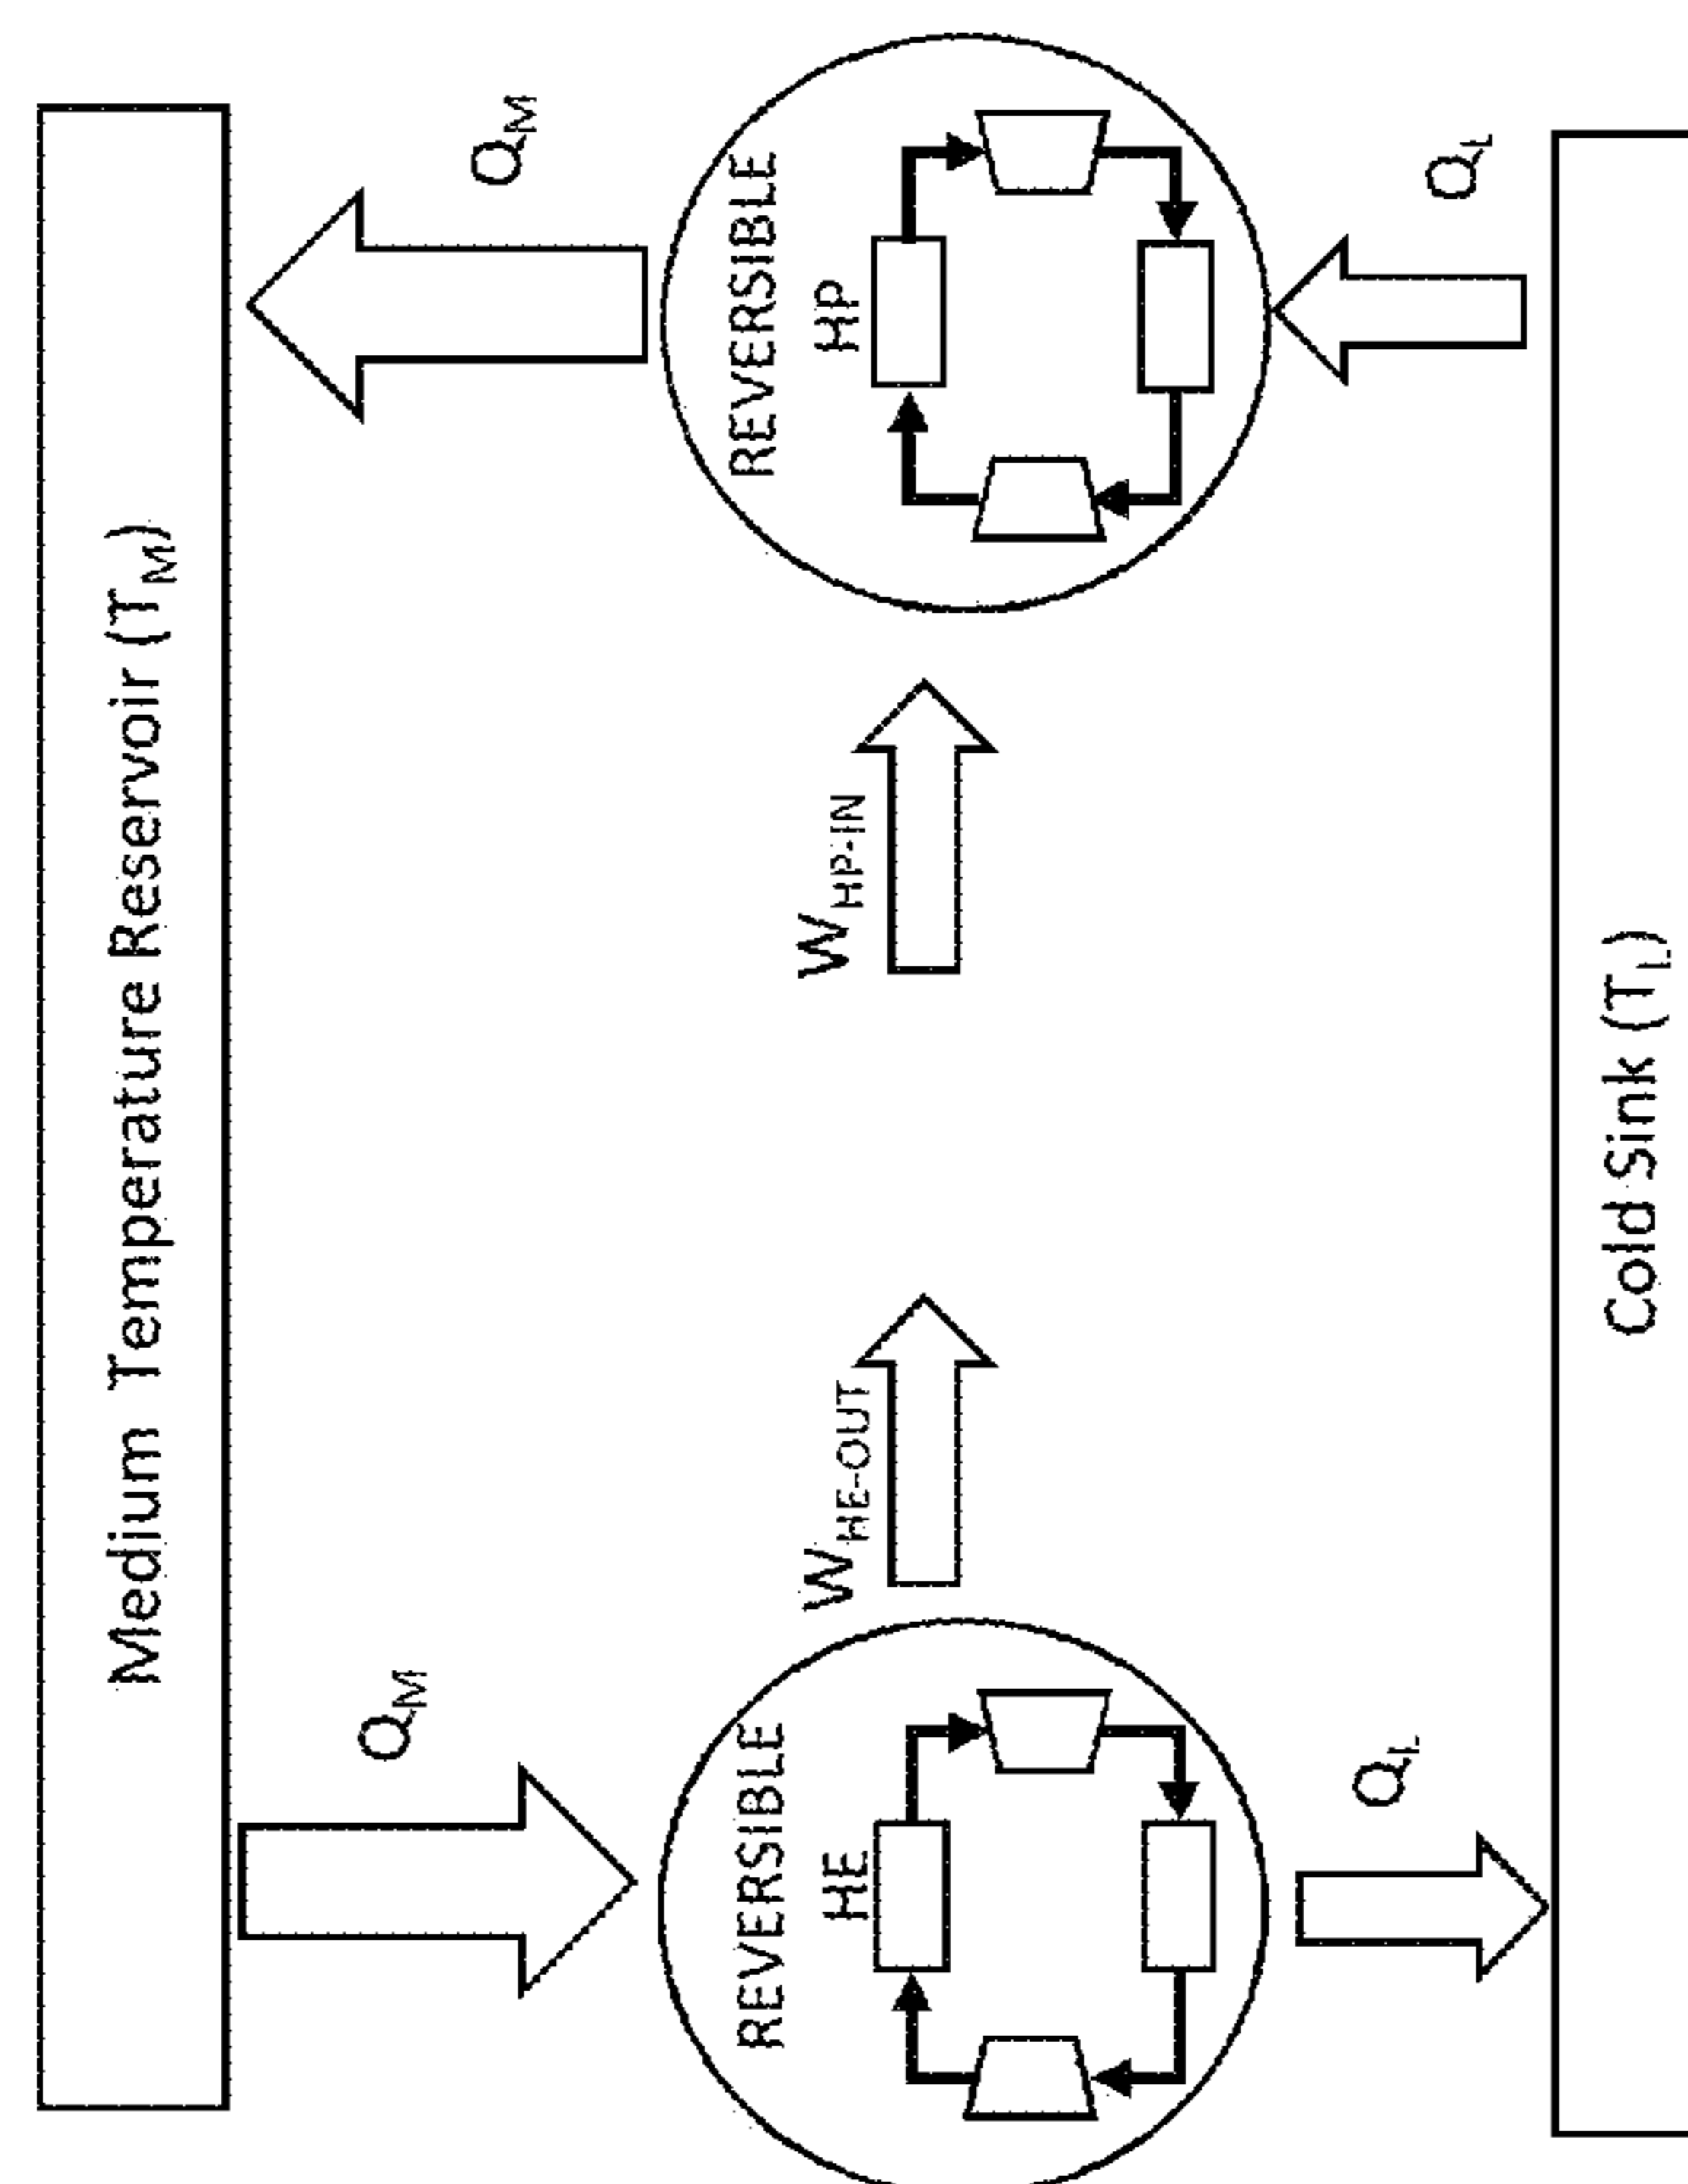 Medium Temperature Reservoir (T_M)
Q_M
Q_M
REVERSIBLE
HE
W_HE-OUT
W_HP-IN
REVERSIBLE
HP
Q_L
Q_L
Cold Sink (T_L)